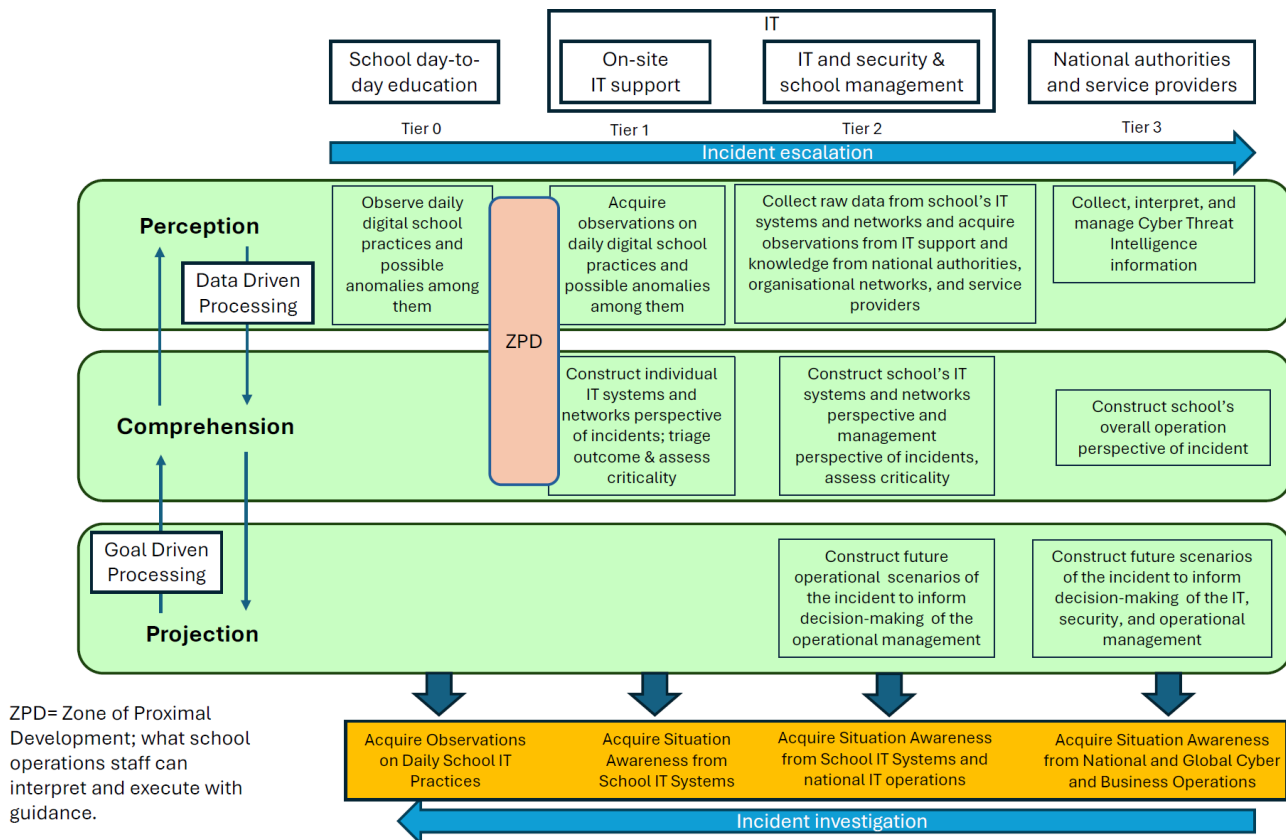 IT
School day-to-
day education
On-site
IT support
IT and security &
school management
National authorities
and service providers
Tier 0
Tier 1
Tier 2
Tier 3
Incident escalation
Perception
Data Driven
Processing
Observe daily
digital school
practices and
possible
anomalies among
them
ZPD
Acquire
observations on
daily digital school
practices and
possible anomalies
among them
Collect raw data from school's IT
systems and networks and acquire
observations from IT support and
knowledge from national authorities,
organisational networks, and service
providers
Collect, interpret, and
manage Cyber Threat
Intelligence
information
Comprehension
Construct individual
IT systems and
networks perspective
of incidents; triage
outcome & assess
criticality
Construct school's IT
systems and networks
perspective and
management
perspective of incidents,
assess criticality
Construct school's
overall operation
perspective of incident
Goal Driven
Processing
Projection
Construct future
operational scenarios of
the incident to inform
decision-making of the
operational management
Construct future scenarios
of the incident to inform
decision-making of the IT,
security, and operational
management
ZPD= Zone of Proximal
Development; what school
operations staff can
interpret and execute with
guidance.
Acquire Observations
on Daily School IT
Practices
Acquire Situation
Awareness from
School IT Systems
Acquire Situation Awareness
from School IT Systems and
national IT operations
Acquire Situation Awareness
from National and Global Cyber
and Business Operations
Incident investigation